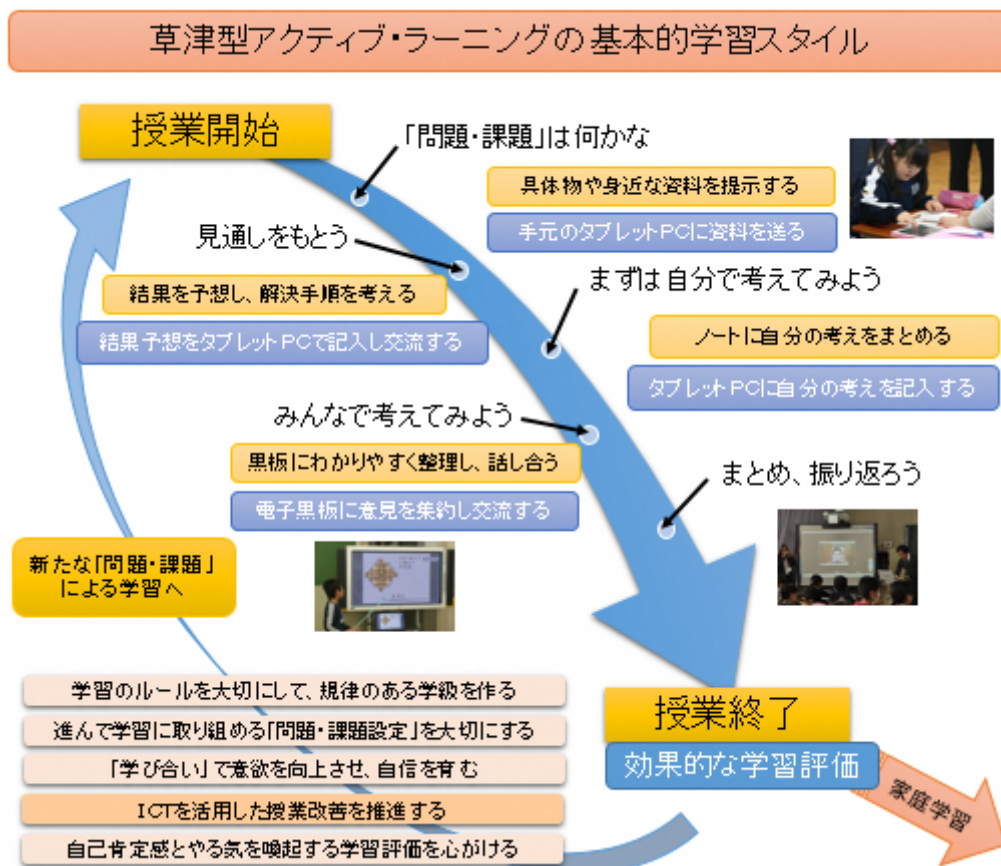 草津型アクティブ・ラーニングの基本的学習スタイル
授業開始
「問題・課題」は何かな
具体物や身近な資料を提示する
手元のタブレットPCに資料を送る
見通しをもとう
結果を予想し、解決手順を考える
結果予想をタブレットPCで記入し交流する
まずは自分で考えてみよう
ノートに自分の考えをまとめる
タブレットPCに自分の考えを記入する
みんなで考えてみよう
黒板にわかりやすく整理し、話し合う
電子黒板に意見を集約し交流する
まとめ、振り返ろう
新たな「問題・課題」
による学習へ
授業終了
効果的な学習評価
家庭学習
学習のルールを大切にして、規律のある学級を作る
進んで学習に取り組める「問題・課題設定」を大切にする
「学び合い」で意欲を向上させ、自信を育む
ICTを活用した授業改善を推進する
自己肯定感とやる気を喚起する学習評価を心がける